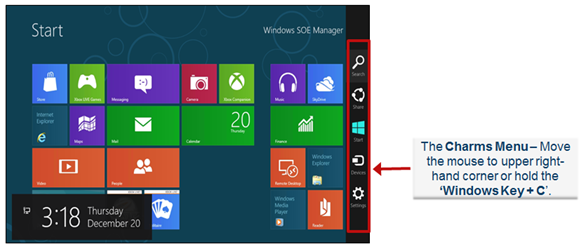 Start
Windows SOE Manager
Store
Xbox LIVE Games
Messaging
Camera
Xbox Companion
Music
SkyDrive
Internet
Explorer
Maps
Mail
20
Thursday
Calendar
Finance
Video
People
Remote Desktop
Windows
Explorer
Windows
Media
Player
Reader
3:18
Thursday
December 20
Search
Share
Start
Devices
Settings
The Charms Menu – Move
the mouse to upper right-
hand corner or hold the
‘Windows Key + C’.